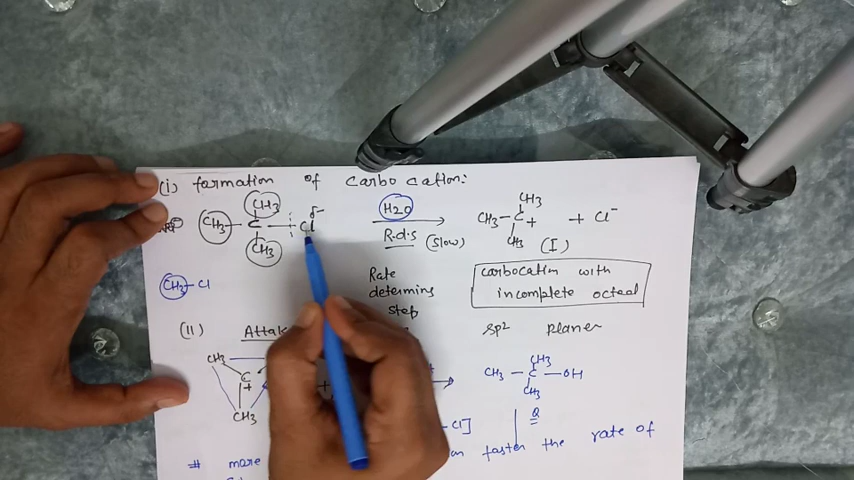 (i) formation of Carbo cation:
CH3
CH3 - C - Cl δ-
CH3
H2O
R.d.s (slow)
CH3
CH3 - C + + Cl-
CH3 (I)
CH3 - Cl
Rate
determing
step
carbocation with
incomplete octeal
(II) Attak
sp2 planer
CH3
C +
CH3
+
CH3
CH3 - C - OH
CH3
- Cl]
# more
faster the rate of